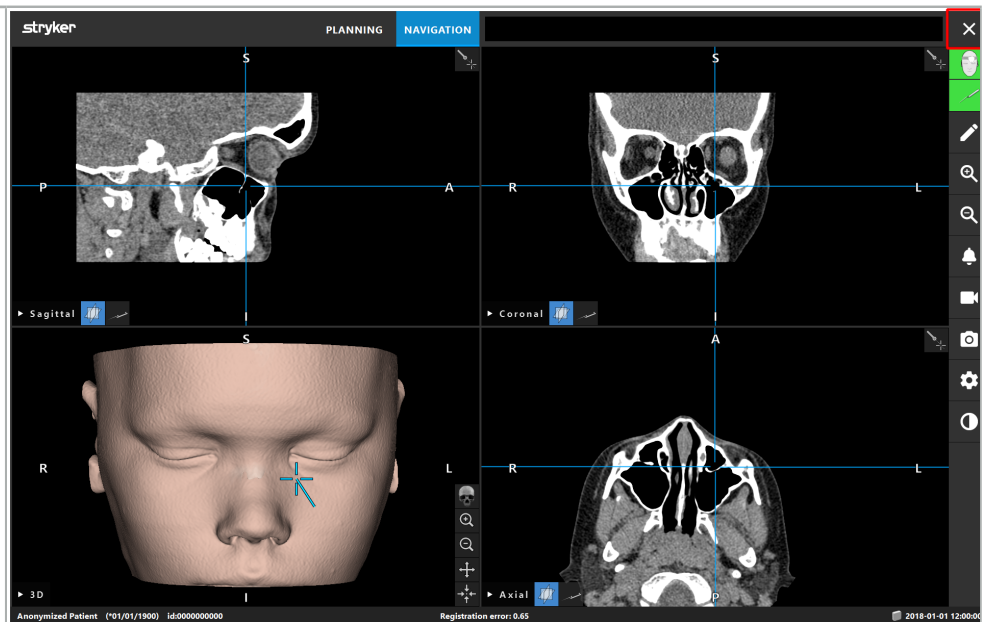 stryker
PLANNING
NAVIGATION
S
P
A
Sagittal
I
S
R
L
Coronal
I
S
R
L
3D
I
A
R
L
Axial
P
Anonymized Patient (*01/01/1900) id:0000000000
Registration error: 0.65
2018-01-01 12:00:00